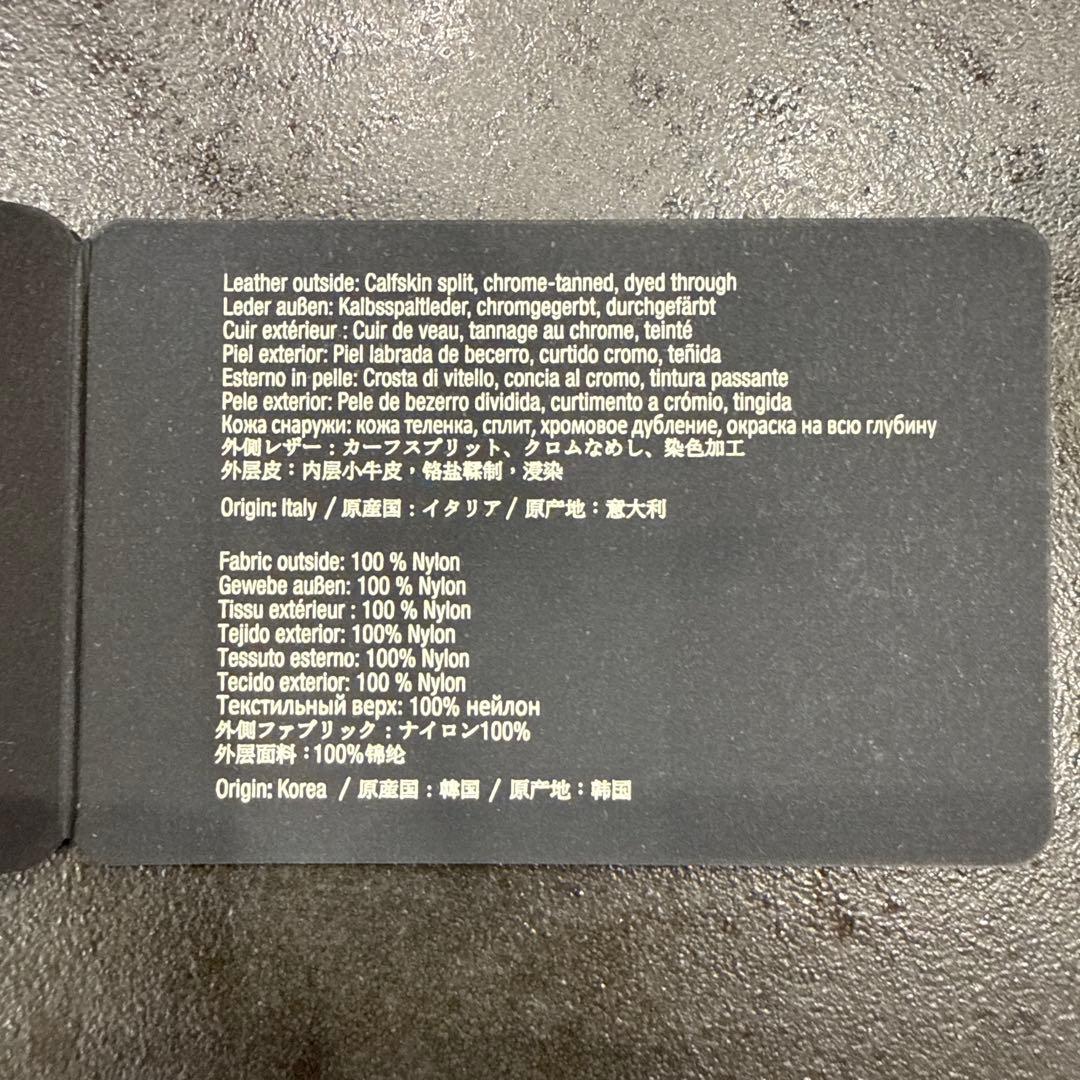 Leather outside: Calfskin split, chrome-tanned, dyed through
Leder außen: Kalbsspaltleder, chromgegerbt, durchgefärbt
Cuir extérieur : Cuir de veau, tannage au chrome, teinté
Piel exterior: Piel labrada de becerro, curtido cromo, teñida
Esterno in pelle: Crosta di vitello, concia al cromo, tintura passante
Pele exterior: Pele de bezerro dividida, curtimento a crómio, tingida
Кожа снаружи: кожа теленка, сплит, хромовое дубление, окраска на всю глубину
外側レザー：カーフスプリット、クロムなめし、染色加工
外层皮：内层小牛皮，铬盐鞣制，浸染
Origin: Italy / 原産国：イタリア / 原产地：意大利
Fabric outside: 100 % Nylon
Gewebe außen: 100 % Nylon
Tissu extérieur : 100 % Nylon
Tejido exterior: 100% Nylon
Tessuto esterno: 100% Nylon
Tecido exterior: 100 % Nylon
Текстильный верх: 100% нейлон
外側ファブリック：ナイロン100%
外层面料：100%锦纶
Origin: Korea / 原産国：韓国 / 原产地：韩国